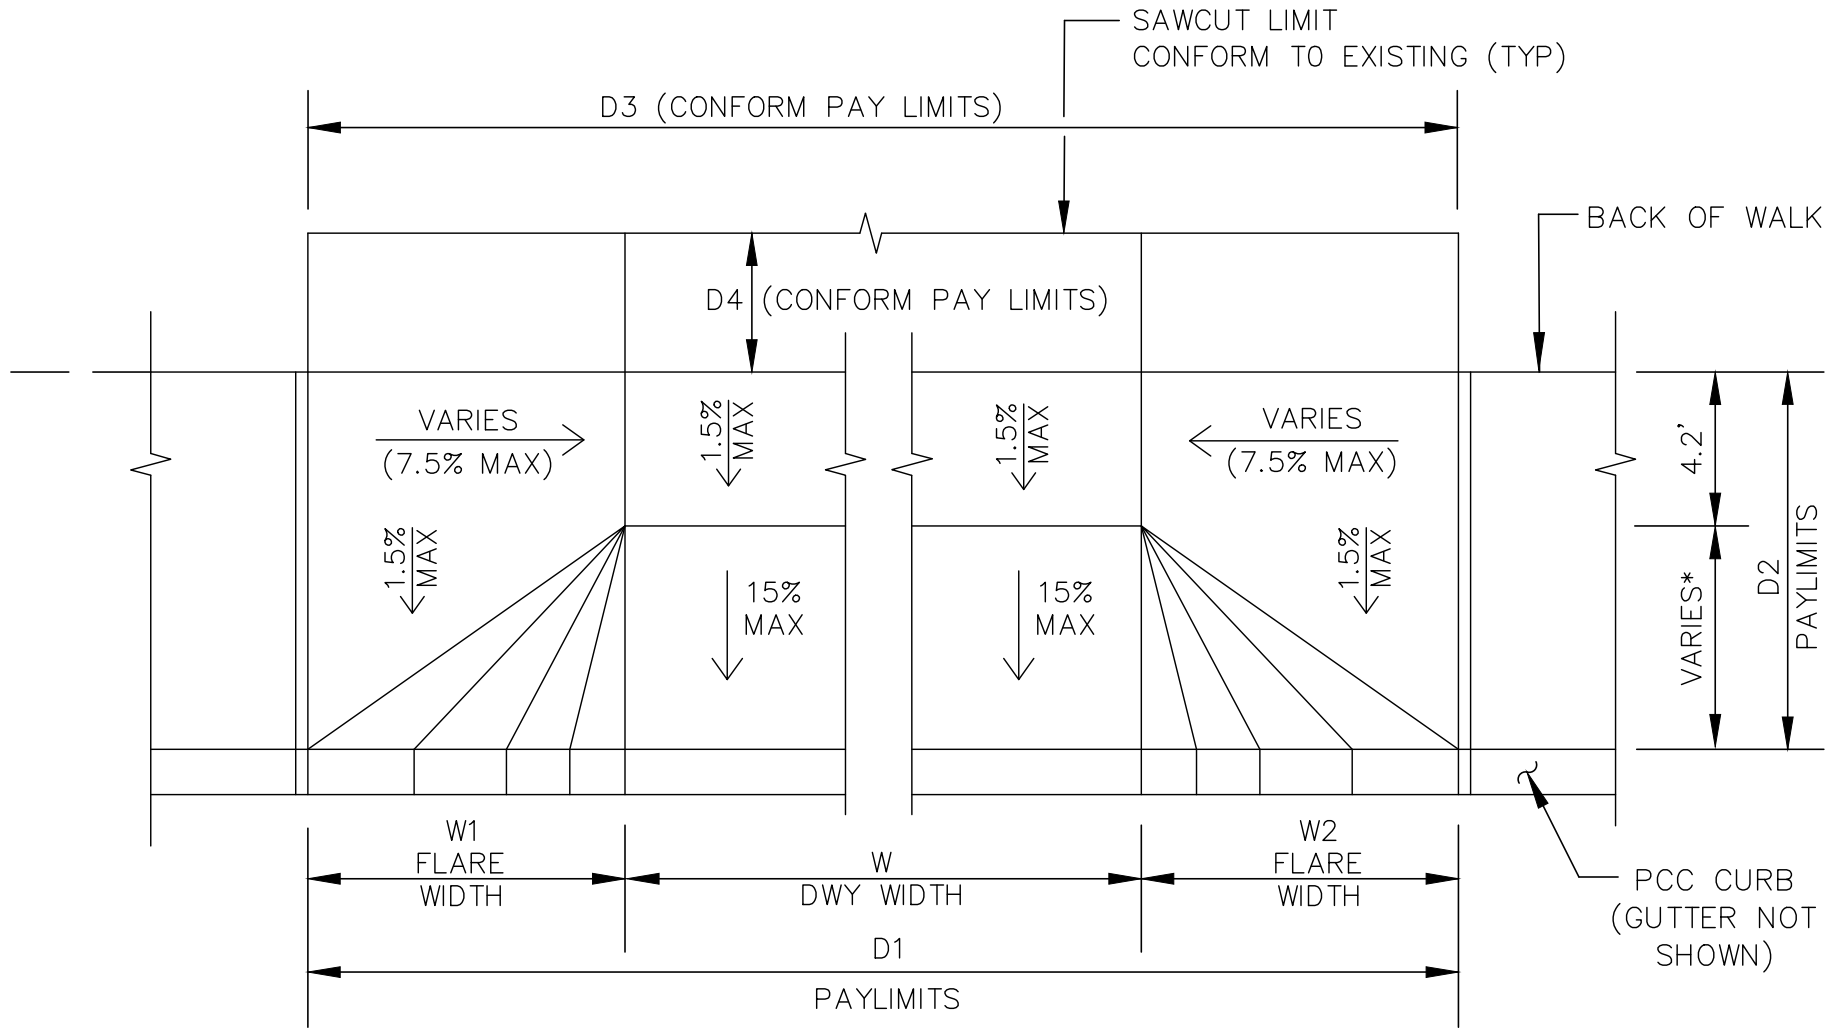 SAWCUT LIMIT
CONFORM TO EXISTING (TYP)
D3 (CONFORM PAY LIMITS)
BACK OF WALK
D4 (CONFORM PAY LIMITS)
VARIES
(7.5% MAX)
1.5%
MAX
1.5%
MAX
VARIES
(7.5% MAX)
4.2'
1.5%
MAX
15%
MAX
15%
MAX
1.5%
MAX
VARIES*
D2
PAYLIMITS
W1
FLARE
WIDTH
W
DWY WIDTH
W2
FLARE
WIDTH
PCC CURB
(GUTTER NOT
SHOWN)
D1
PAYLIMITS